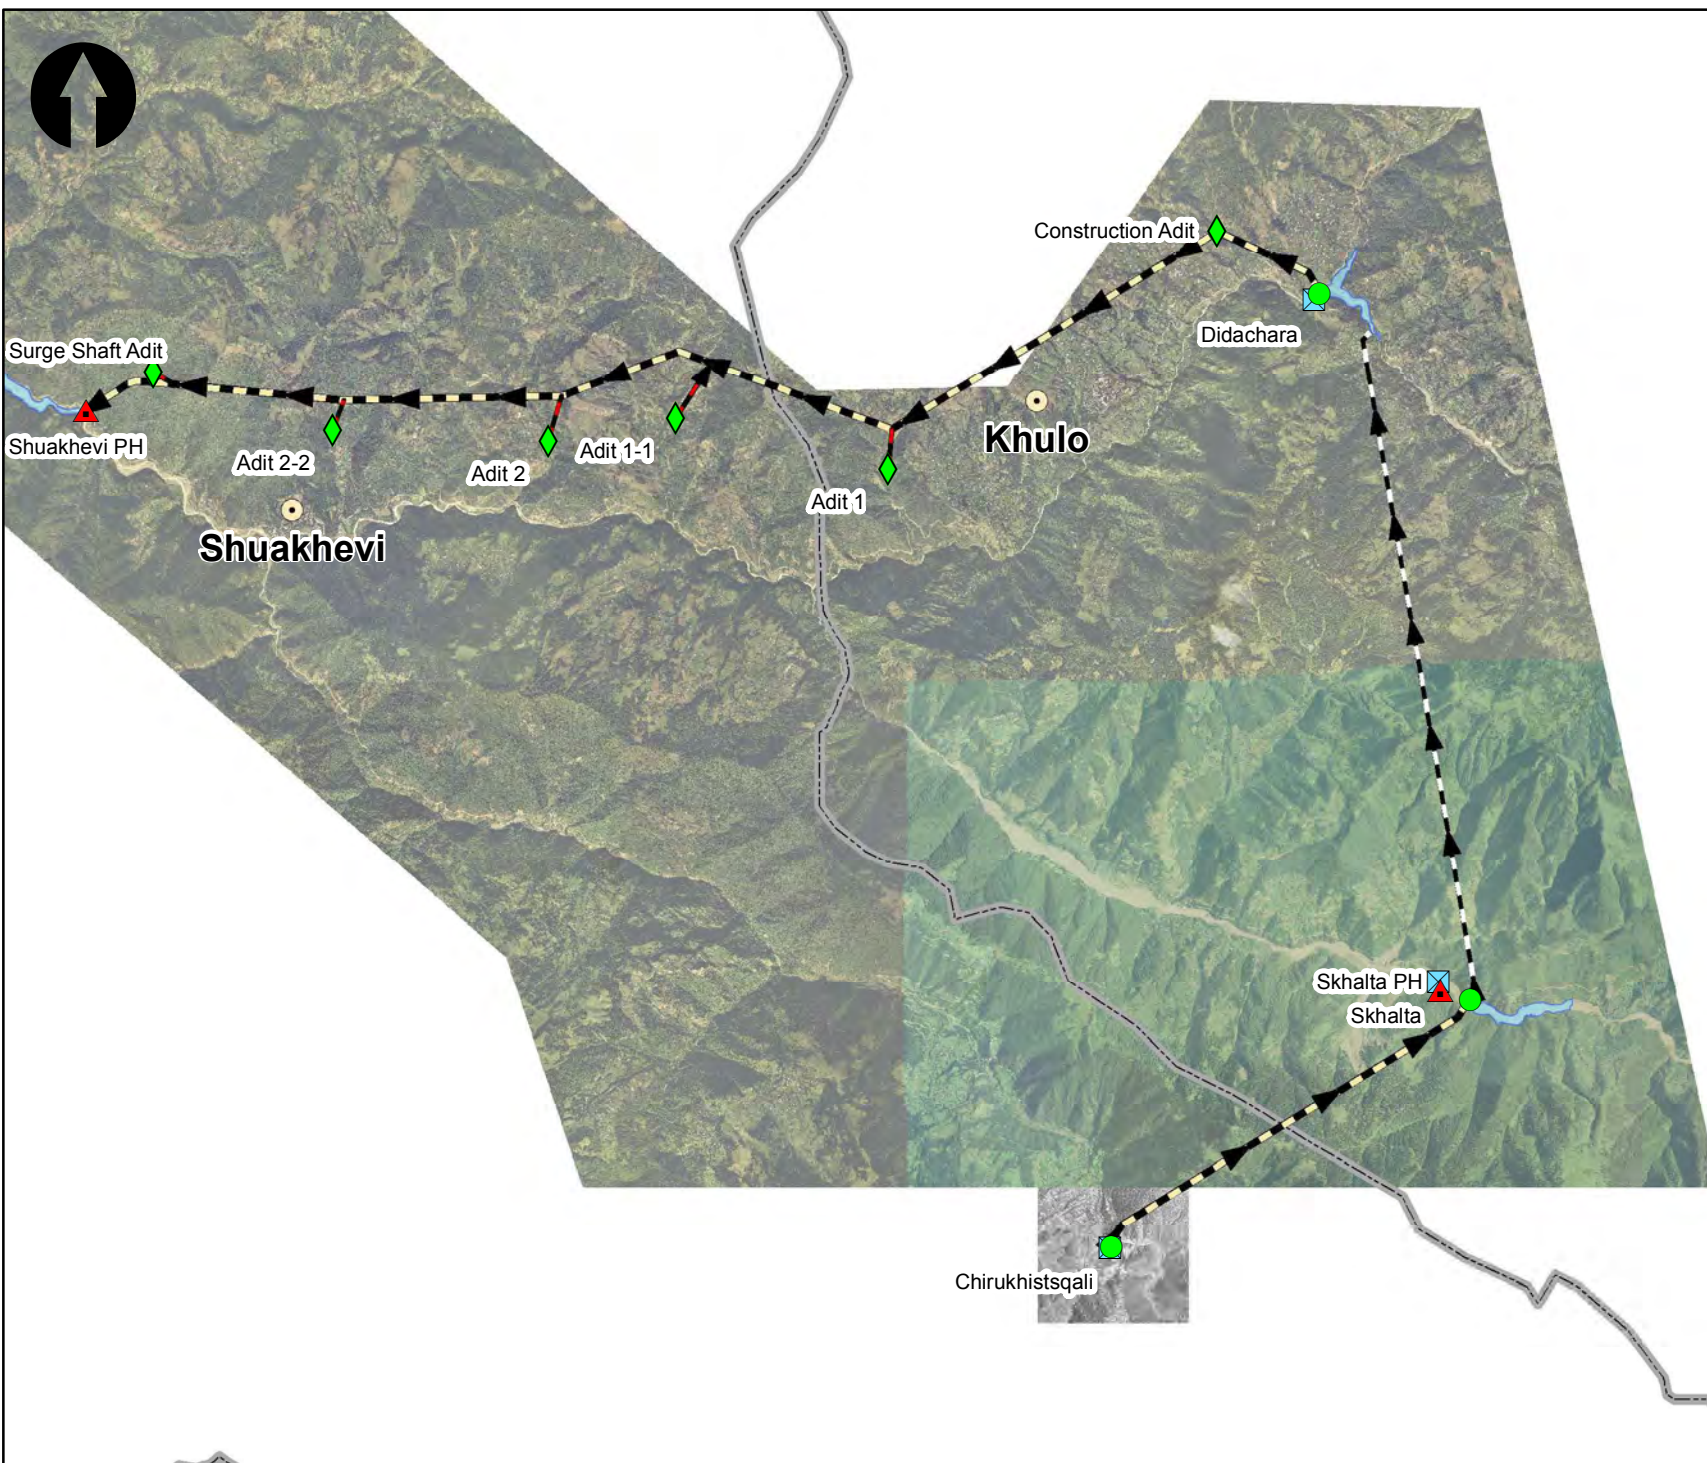 Construction Adit
Didachara
Surge Shaft Adit
Shuakhevi PH
Adit 2-2
Adit 2
Adit 1-1
Adit 1
Khulo
Shuakhevi
Skhalta PH
Skhalta
Chirukhistsqali